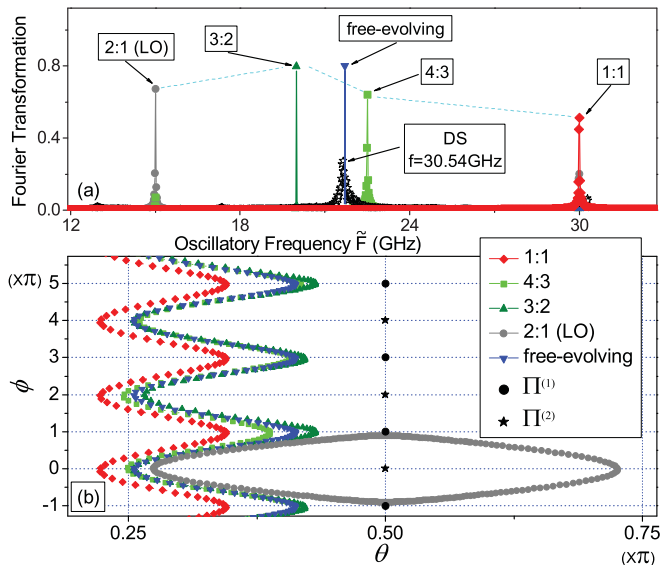 Fourier Transformation
0.8
0.4
0.0
2:1 (LO)
3:2
free-evolving
4:3
1:1
DS
f=30.54GHz
(a)
12
18
24
30
Oscillatory Frequency F̃ (GHz)
(Xπ)
5
4
3
2
1
0
-1
ϕ
1:1
4:3
3:2
2:1 (LO)
free-evolving
Π⁽¹⁾
Π⁽²⁾
(b)
0.25
0.50
0.75
θ
(Xπ)